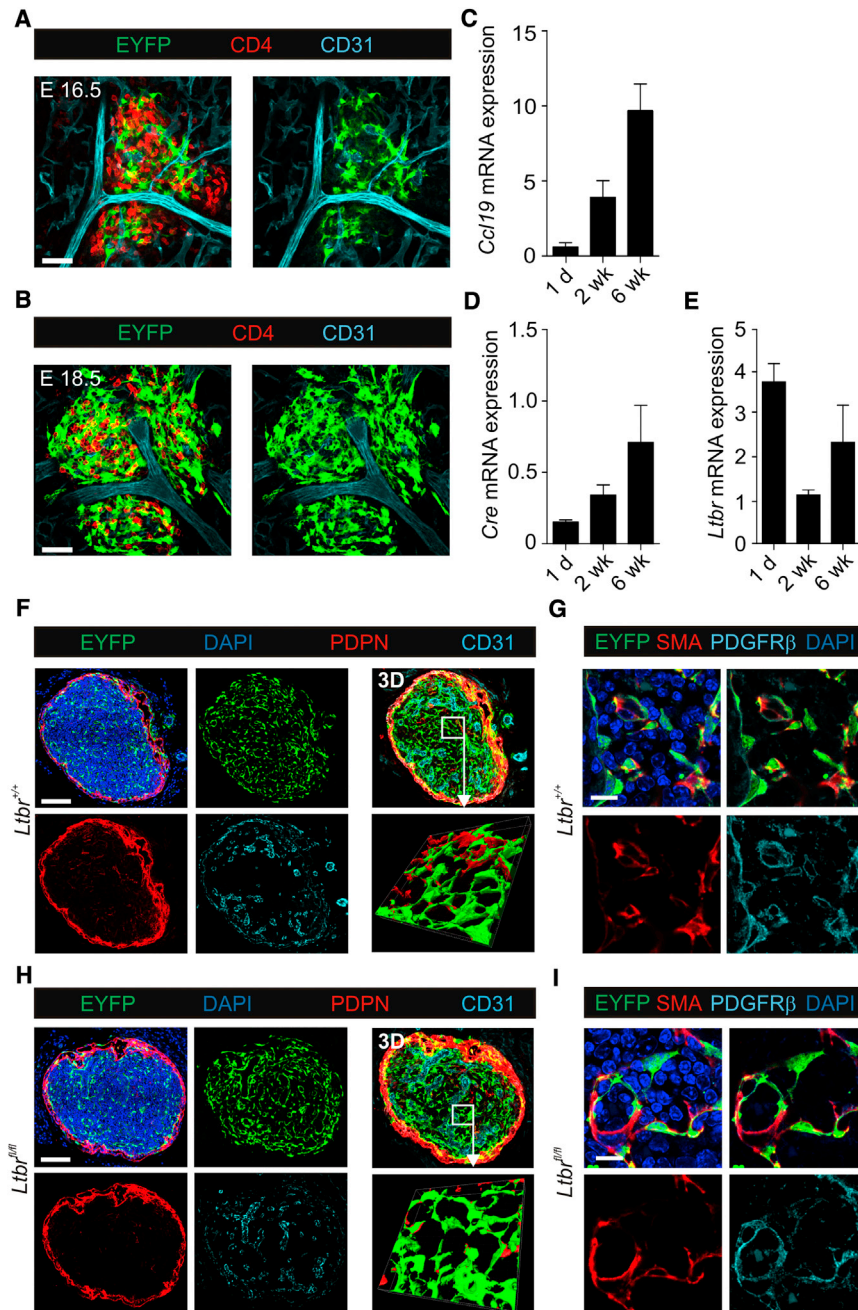 A
EYFP CD4 CD31
E 16.5
B
EYFP CD4 CD31
E 18.5
C
Ccl19 mRNA expression
15
10
5
0
1 d 2 wk 6 wk
D
Cre mRNA expression
1.5
1.0
0.5
0
1 d 2 wk 6 wk
E
Ltbr mRNA expression
5
4
3
2
1
0
1 d 2 wk 6 wk
F
EYFP DAPI PDPN CD31
Ltbr+/+
3D
G
EYFP SMA PDGFRβ DAPI
Ltbr+/+
H
EYFP DAPI PDPN CD31
Ltbrfl/fl
3D
I
EYFP SMA PDGFRβ DAPI
Ltbrfl/fl